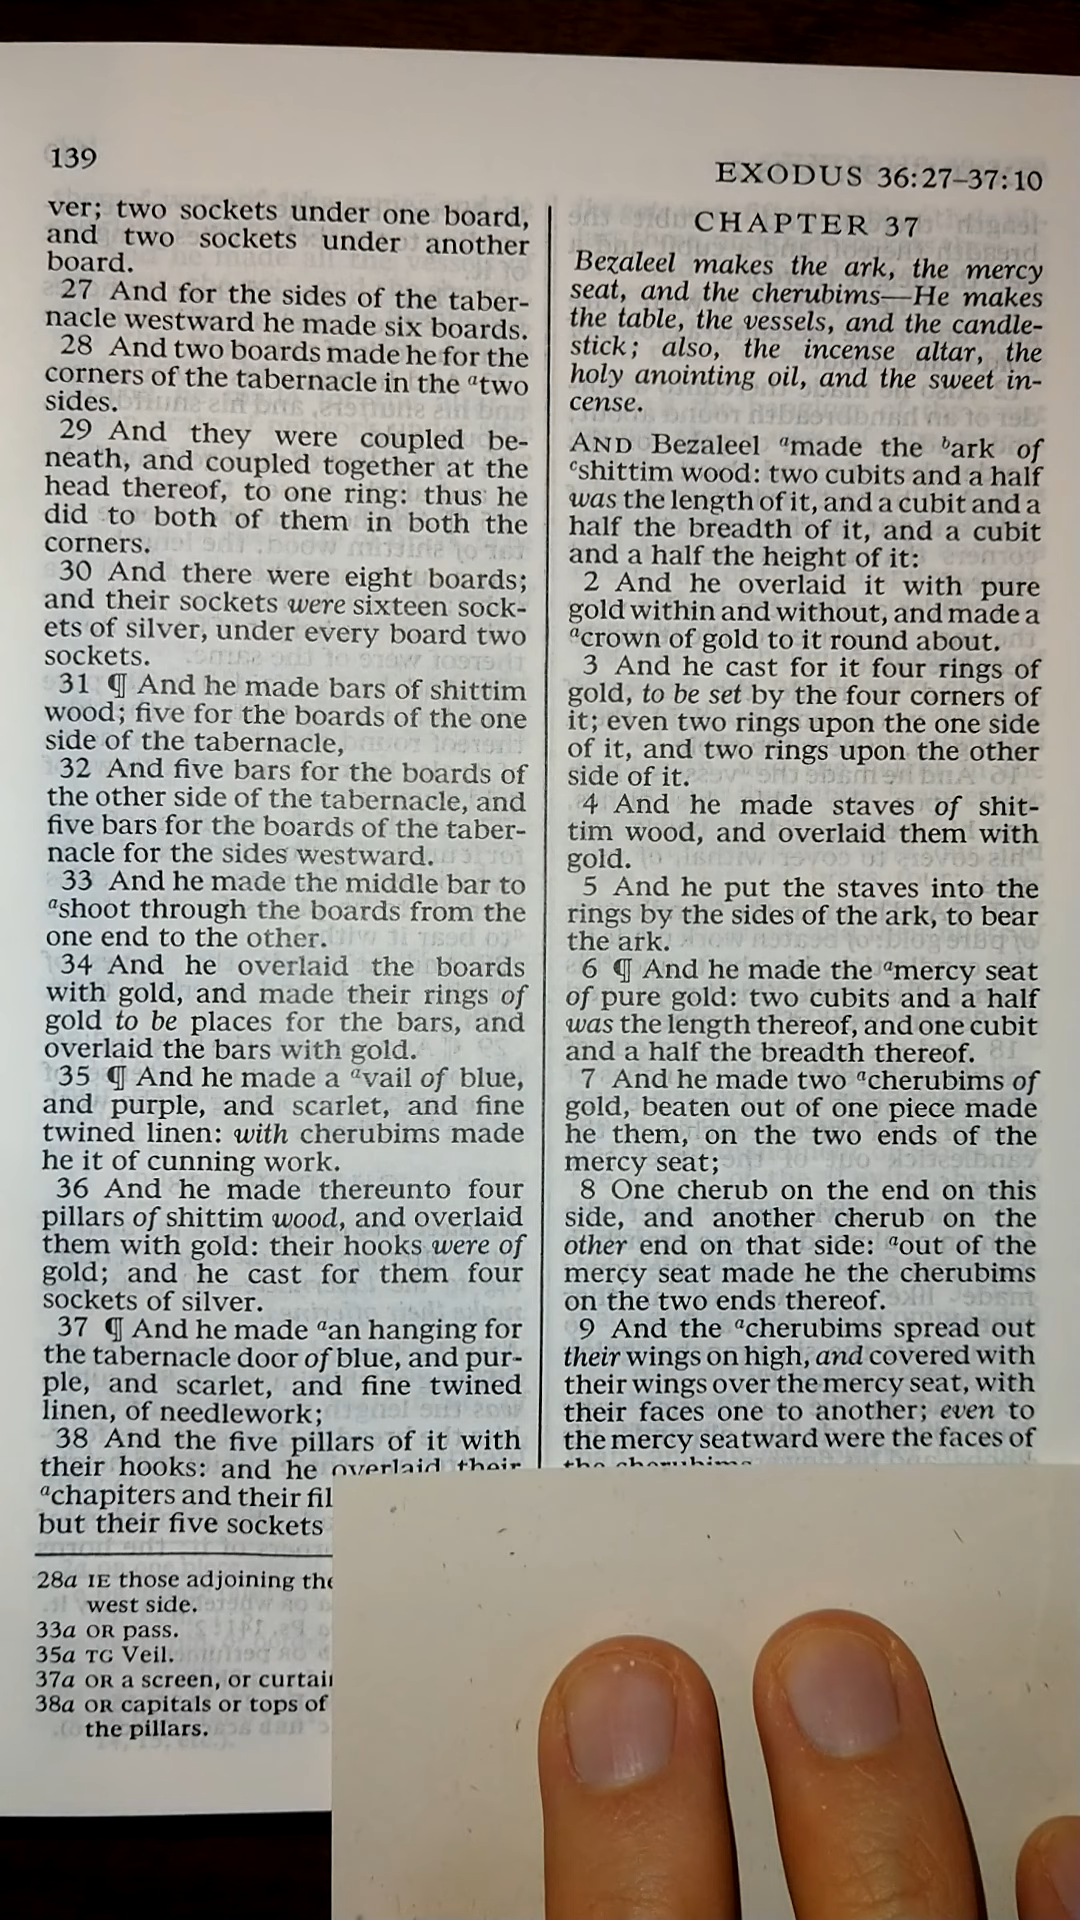 139
EXODUS 36:27–37:10
ver; two sockets under one board,
and two sockets under another
board.
27 And for the sides of the taber-
nacle westward he made six boards.
28 And two boards made he for the
corners of the tabernacle in the ᵃtwo
sides.
29 And they were coupled be-
neath, and coupled together at the
head thereof, to one ring: thus he
did to both of them in both the
corners.
30 And there were eight boards;
and their sockets were sixteen sock-
ets of silver, under every board two
sockets.
31 ¶ And he made bars of shittim
wood; five for the boards of the one
side of the tabernacle,
32 And five bars for the boards of
the other side of the tabernacle, and
five bars for the boards of the taber-
nacle for the sides westward.
33 And he made the middle bar to
ᵃshoot through the boards from the
one end to the other.
34 And he overlaid the boards
with gold, and made their rings of
gold to be places for the bars, and
overlaid the bars with gold.
35 ¶ And he made a ᵃvail of blue,
and purple, and scarlet, and fine
twined linen: with cherubims made
he it of cunning work.
36 And he made thereunto four
pillars of shittim wood, and overlaid
them with gold: their hooks were of
gold; and he cast for them four
sockets of silver.
37 ¶ And he made ᵃan hanging for
the tabernacle door of blue, and pur-
ple, and scarlet, and fine twined
linen, of needlework;
38 And the five pillars of it with
their hooks: and he overlaid their
ᵃchapiters and their fil
but their five sockets
28a IE those adjoining the
west side.
33a OR pass.
35a TG Veil.
37a OR a screen, or curtai
38a OR capitals or tops of
the pillars.
CHAPTER 37
Bezaleel makes the ark, the mercy
seat, and the cherubims—He makes
the table, the vessels, and the candle-
stick; also, the incense altar, the
holy anointing oil, and the sweet in-
cense.
AND Bezaleel ᵃmade the ᵇark of
ᶜshittim wood: two cubits and a half
was the length of it, and a cubit and a
half the breadth of it, and a cubit
and a half the height of it:
2 And he overlaid it with pure
gold within and without, and made a
ᵃcrown of gold to it round about.
3 And he cast for it four rings of
gold, to be set by the four corners of
it; even two rings upon the one side
of it, and two rings upon the other
side of it.
4 And he made staves of shit-
tim wood, and overlaid them with
gold.
5 And he put the staves into the
rings by the sides of the ark, to bear
the ark.
6 ¶ And he made the ᵃmercy seat
of pure gold: two cubits and a half
was the length thereof, and one cubit
and a half the breadth thereof.
7 And he made two ᵃcherubims of
gold, beaten out of one piece made
he them, on the two ends of the
mercy seat;
8 One cherub on the end on this
side, and another cherub on the
other end on that side: ᵃout of the
mercy seat made he the cherubims
on the two ends thereof.
9 And the ᵃcherubims spread out
their wings on high, and covered with
their wings over the mercy seat, with
their faces one to another; even to
the mercy seatward were the faces of
the cherubims.